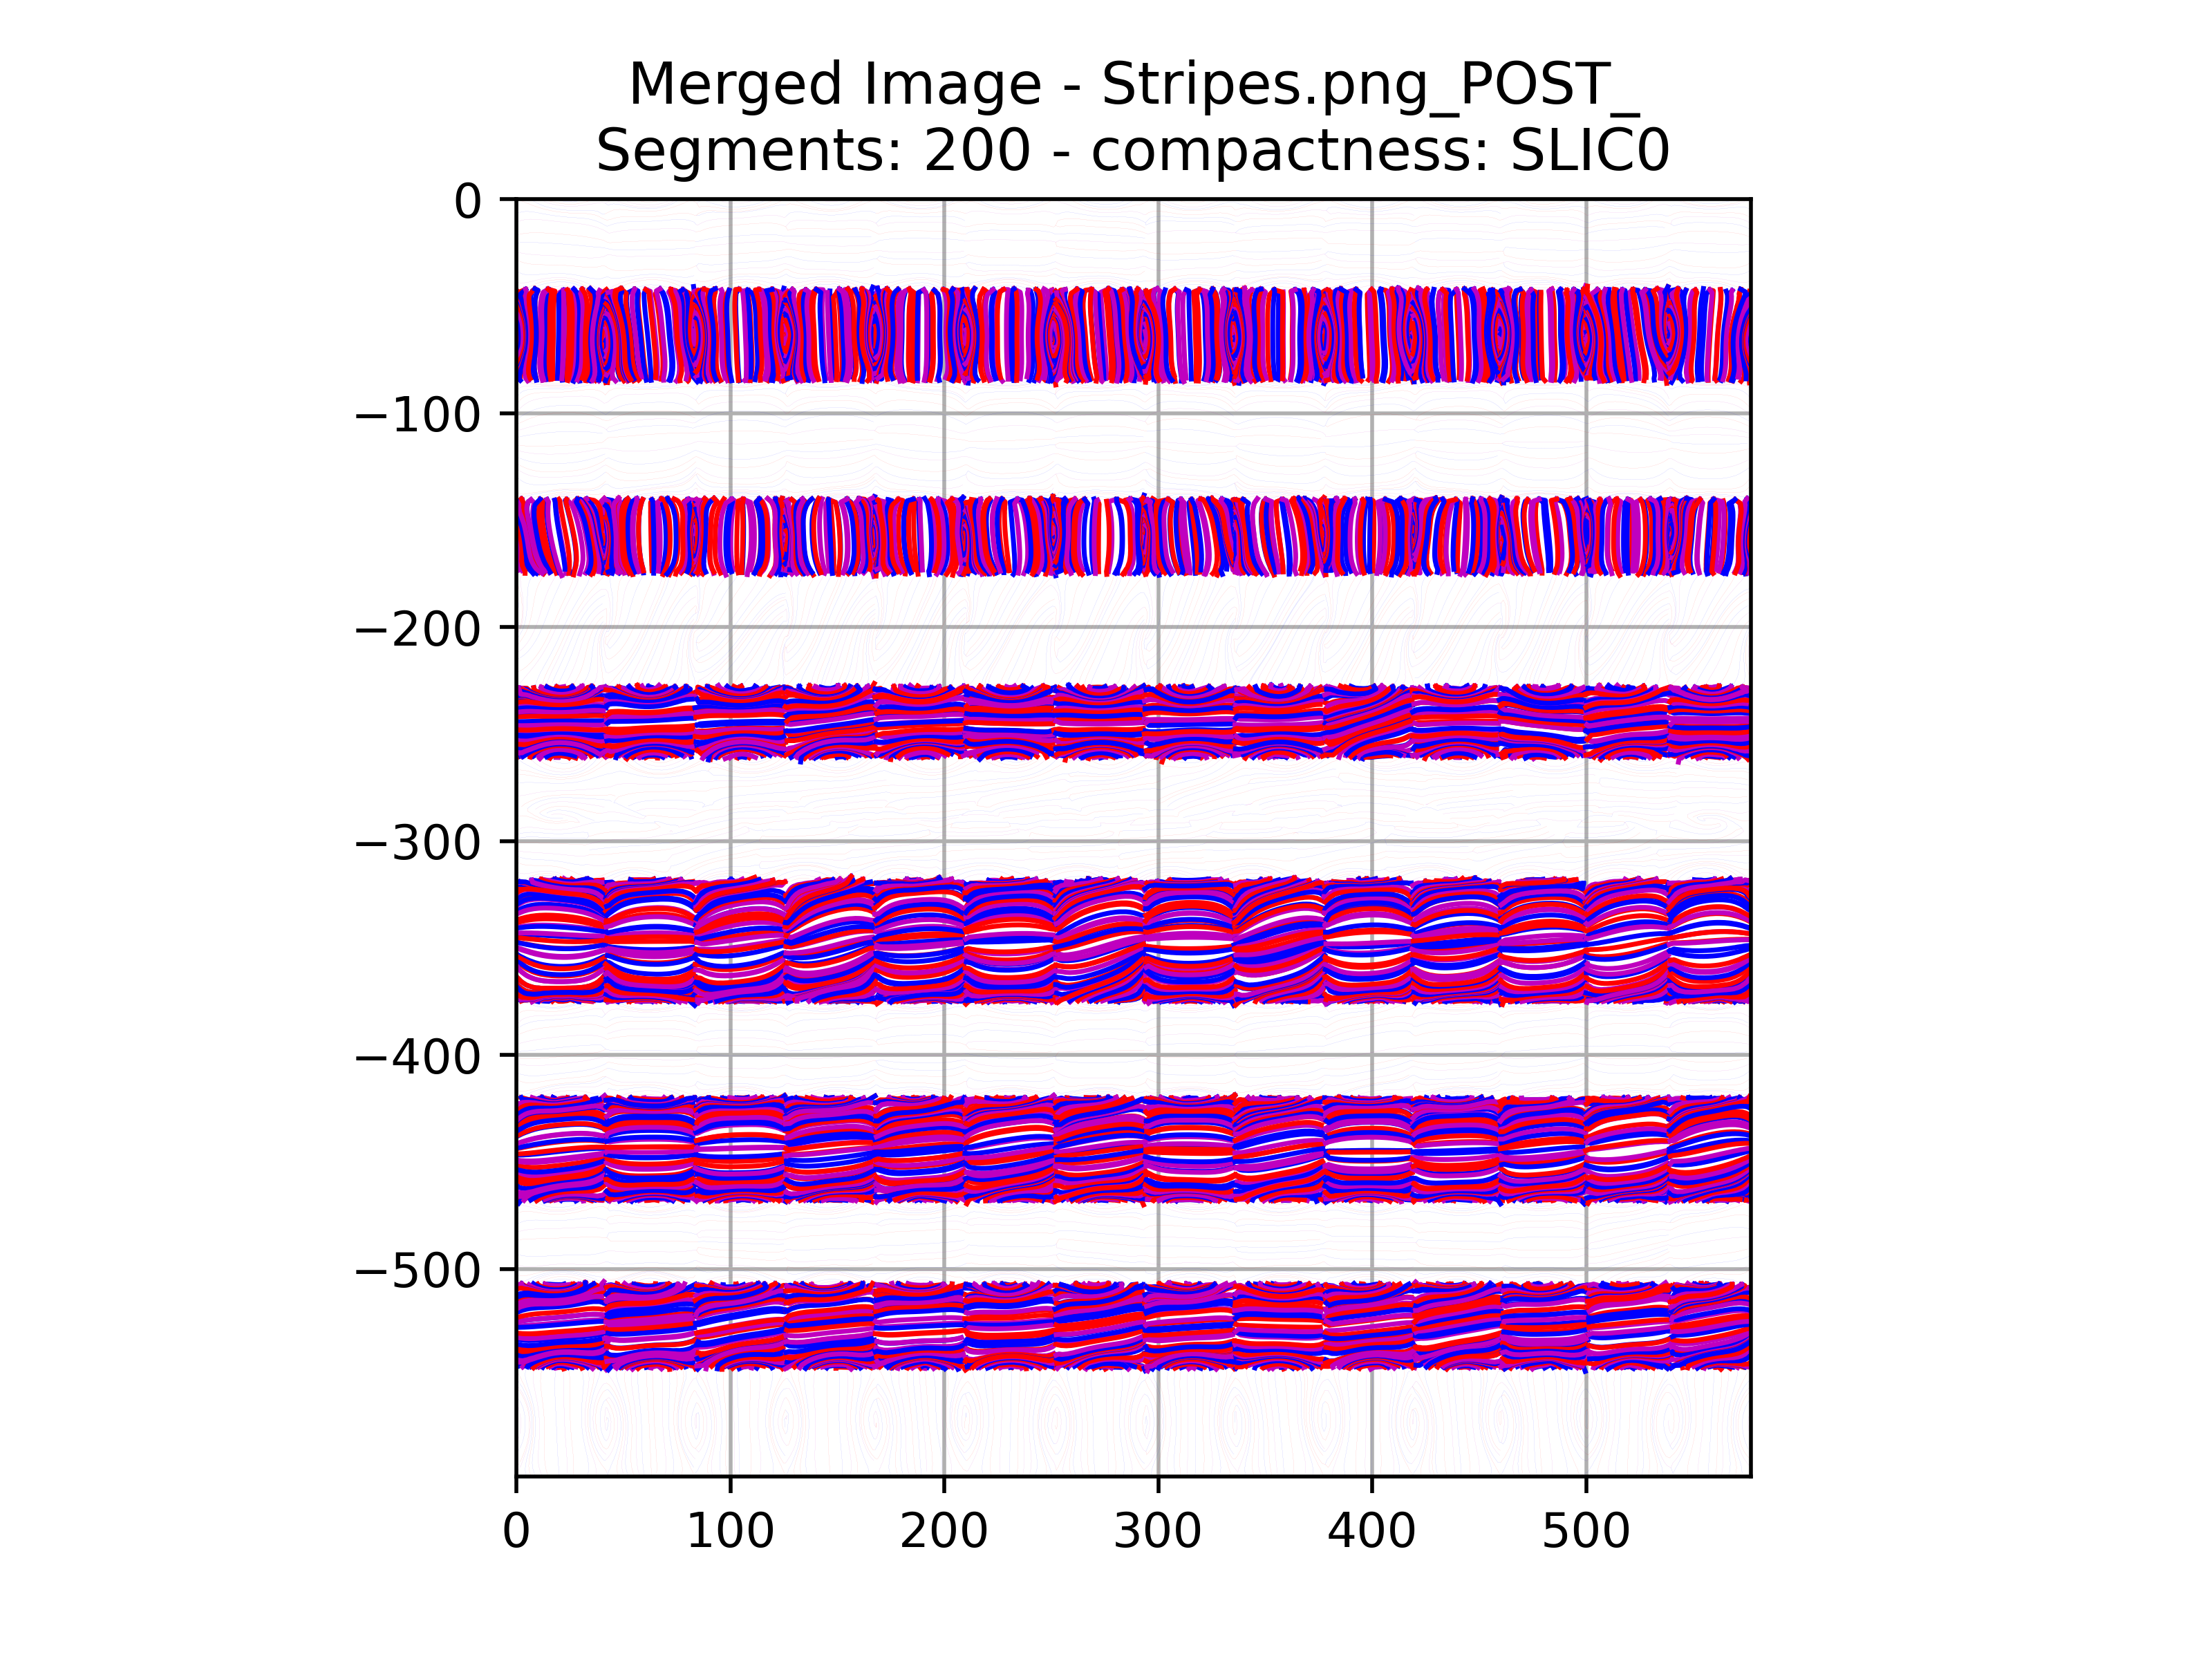 Merged Image - Stripes.png_POST_
Segments: 200 - compactness: SLIC0
0
−100
−200
−300
−400
−500
0 100 200 300 400 500